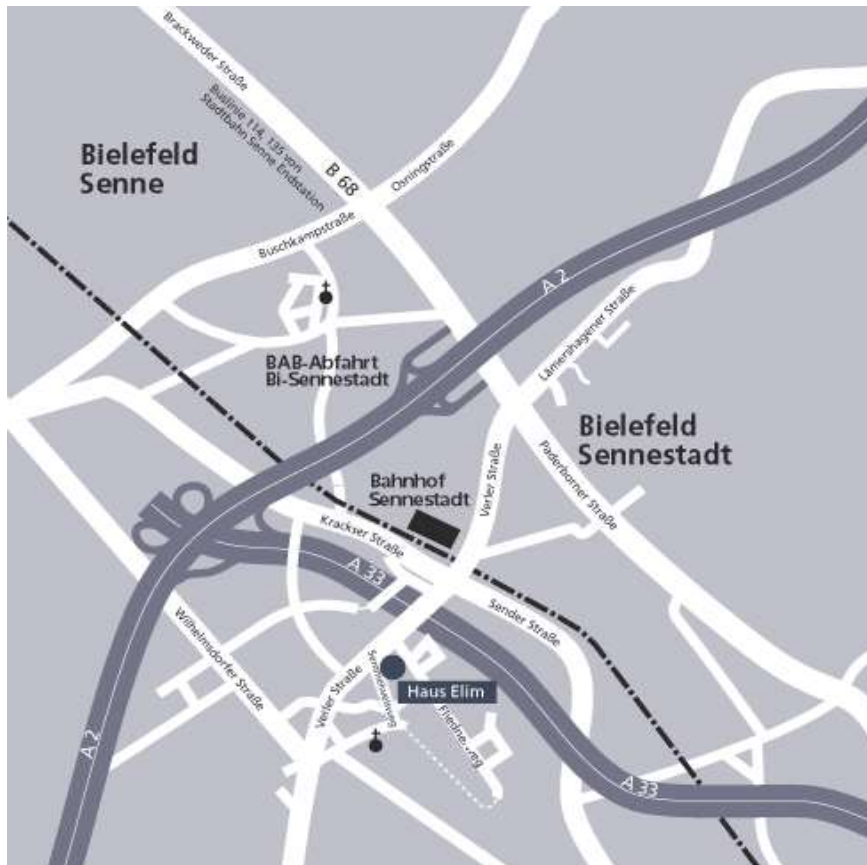 Brackweder Straße
Buslinie 114, 135 von
Stadtbahn Senne Endstation
Bielefeld
Senne
B 68
Osningstraße
Buschkampstraße
A 2
Lämershagener Straße
BAB-Abfahrt
Bi-Sennestadt
Bielefeld
Sennestadt
Bahnhof
Sennestadt
Verler Straße
Paderborner Straße
Krackser Straße
A 33
Sender Straße
Wilhelmsdorfer Straße
Verler Straße
Haus Elim
A 2
A 33